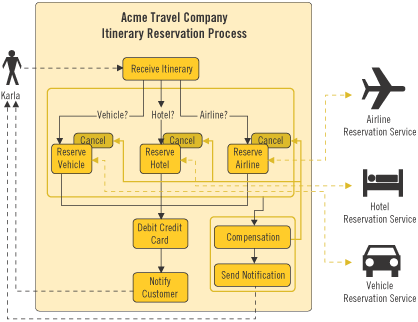 Acme Travel Company
Itinerary Reservation Process
Receive Itinerary
Karla
Vehicle?
Hotel?
Airline?
Cancel
Cancel
Cancel
Reserve
Vehicle
Reserve
Hotel
Reserve
Airline
Airline
Reservation Service
Hotel
Reservation Service
Debit Credit
Card
Compensation
Notify
Customer
Send Notification
Vehicle
Reservation Service